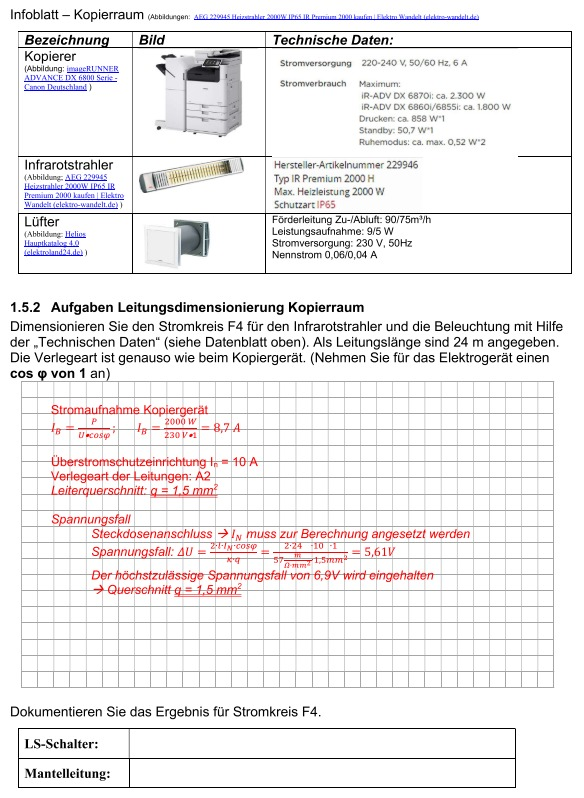 Infoblatt – Kopierraum (Abbildungen: AEG 229945 Heizstrahler 2000W IP65 IR Premium 2000 kaufen | Elektro Wandelt (elektro-wandelt.de)
Bezeichnung Bild Technische Daten:
Kopierer
(Abbildung: imageRUNNER
ADVANCE DX 6800 Serie -
Canon Deutschland )
Stromversorgung 220-240 V, 50/60 Hz, 6 A
Stromverbrauch Maximum:
iR-ADV DX 6870i: ca. 2.300 W
iR-ADV DX 6860i/6855i: ca. 1.800 W
Drucken: ca. 858 W*1
Standby: 50,7 W*1
Ruhemodus: ca. max. 0,52 W*2
Infrarotstrahler
(Abbildung: AEG 229945
Heizstrahler 2000W IP65 IR
Premium 2000 kaufen | Elektro
Wandelt (elektro-wandelt.de) )
Hersteller-Artikelnummer 229946
Typ IR Premium 2000 H
Max. Heizleistung 2000 W
Schutzart IP65
Lüfter
(Abbildung: Helios
Hauptkatalog 4.0
(elektroland24.de) )
Förderleitung Zu-/Abluft: 90/75m³/h
Leistungsaufnahme: 9/5 W
Stromversorgung: 230 V, 50Hz
Nennstrom 0,06/0,04 A
1.5.2 Aufgaben Leitungsdimensionierung Kopierraum
Dimensionieren Sie den Stromkreis F4 für den Infrarotstrahler und die Beleuchtung mit Hilfe
der „Technischen Daten“ (siehe Datenblatt oben). Als Leitungslänge sind 24 m angegeben.
Die Verlegeart ist genauso wie beim Kopiergerät. (Nehmen Sie für das Elektrogerät einen
cos φ von 1 an)
Stromaufnahme Kopiergerät
I_B = P / (U•cosφ) ; I_B = 2000 W / (230 V•1) = 8,7 A
Überstromschutzeinrichtung Iₙ = 10 A
Verlegeart der Leitungen: A2
Leiterquerschnitt: q = 1,5 mm²
Spannungsfall
Steckdosenanschluss → I_N muss zur Berechnung angesetzt werden
Spannungsfall: ΔU = (2·l·I_N·cosφ) / (κ·q) = (2·24 ·10 ·1) / (57 m/(Ω·mm²)·1,5mm²) = 5,61V
Der höchstzulässige Spannungsfall von 6,9V wird eingehalten
→ Querschnitt q = 1,5 mm²
Dokumentieren Sie das Ergebnis für Stromkreis F4.
LS-Schalter:
Mantelleitung: